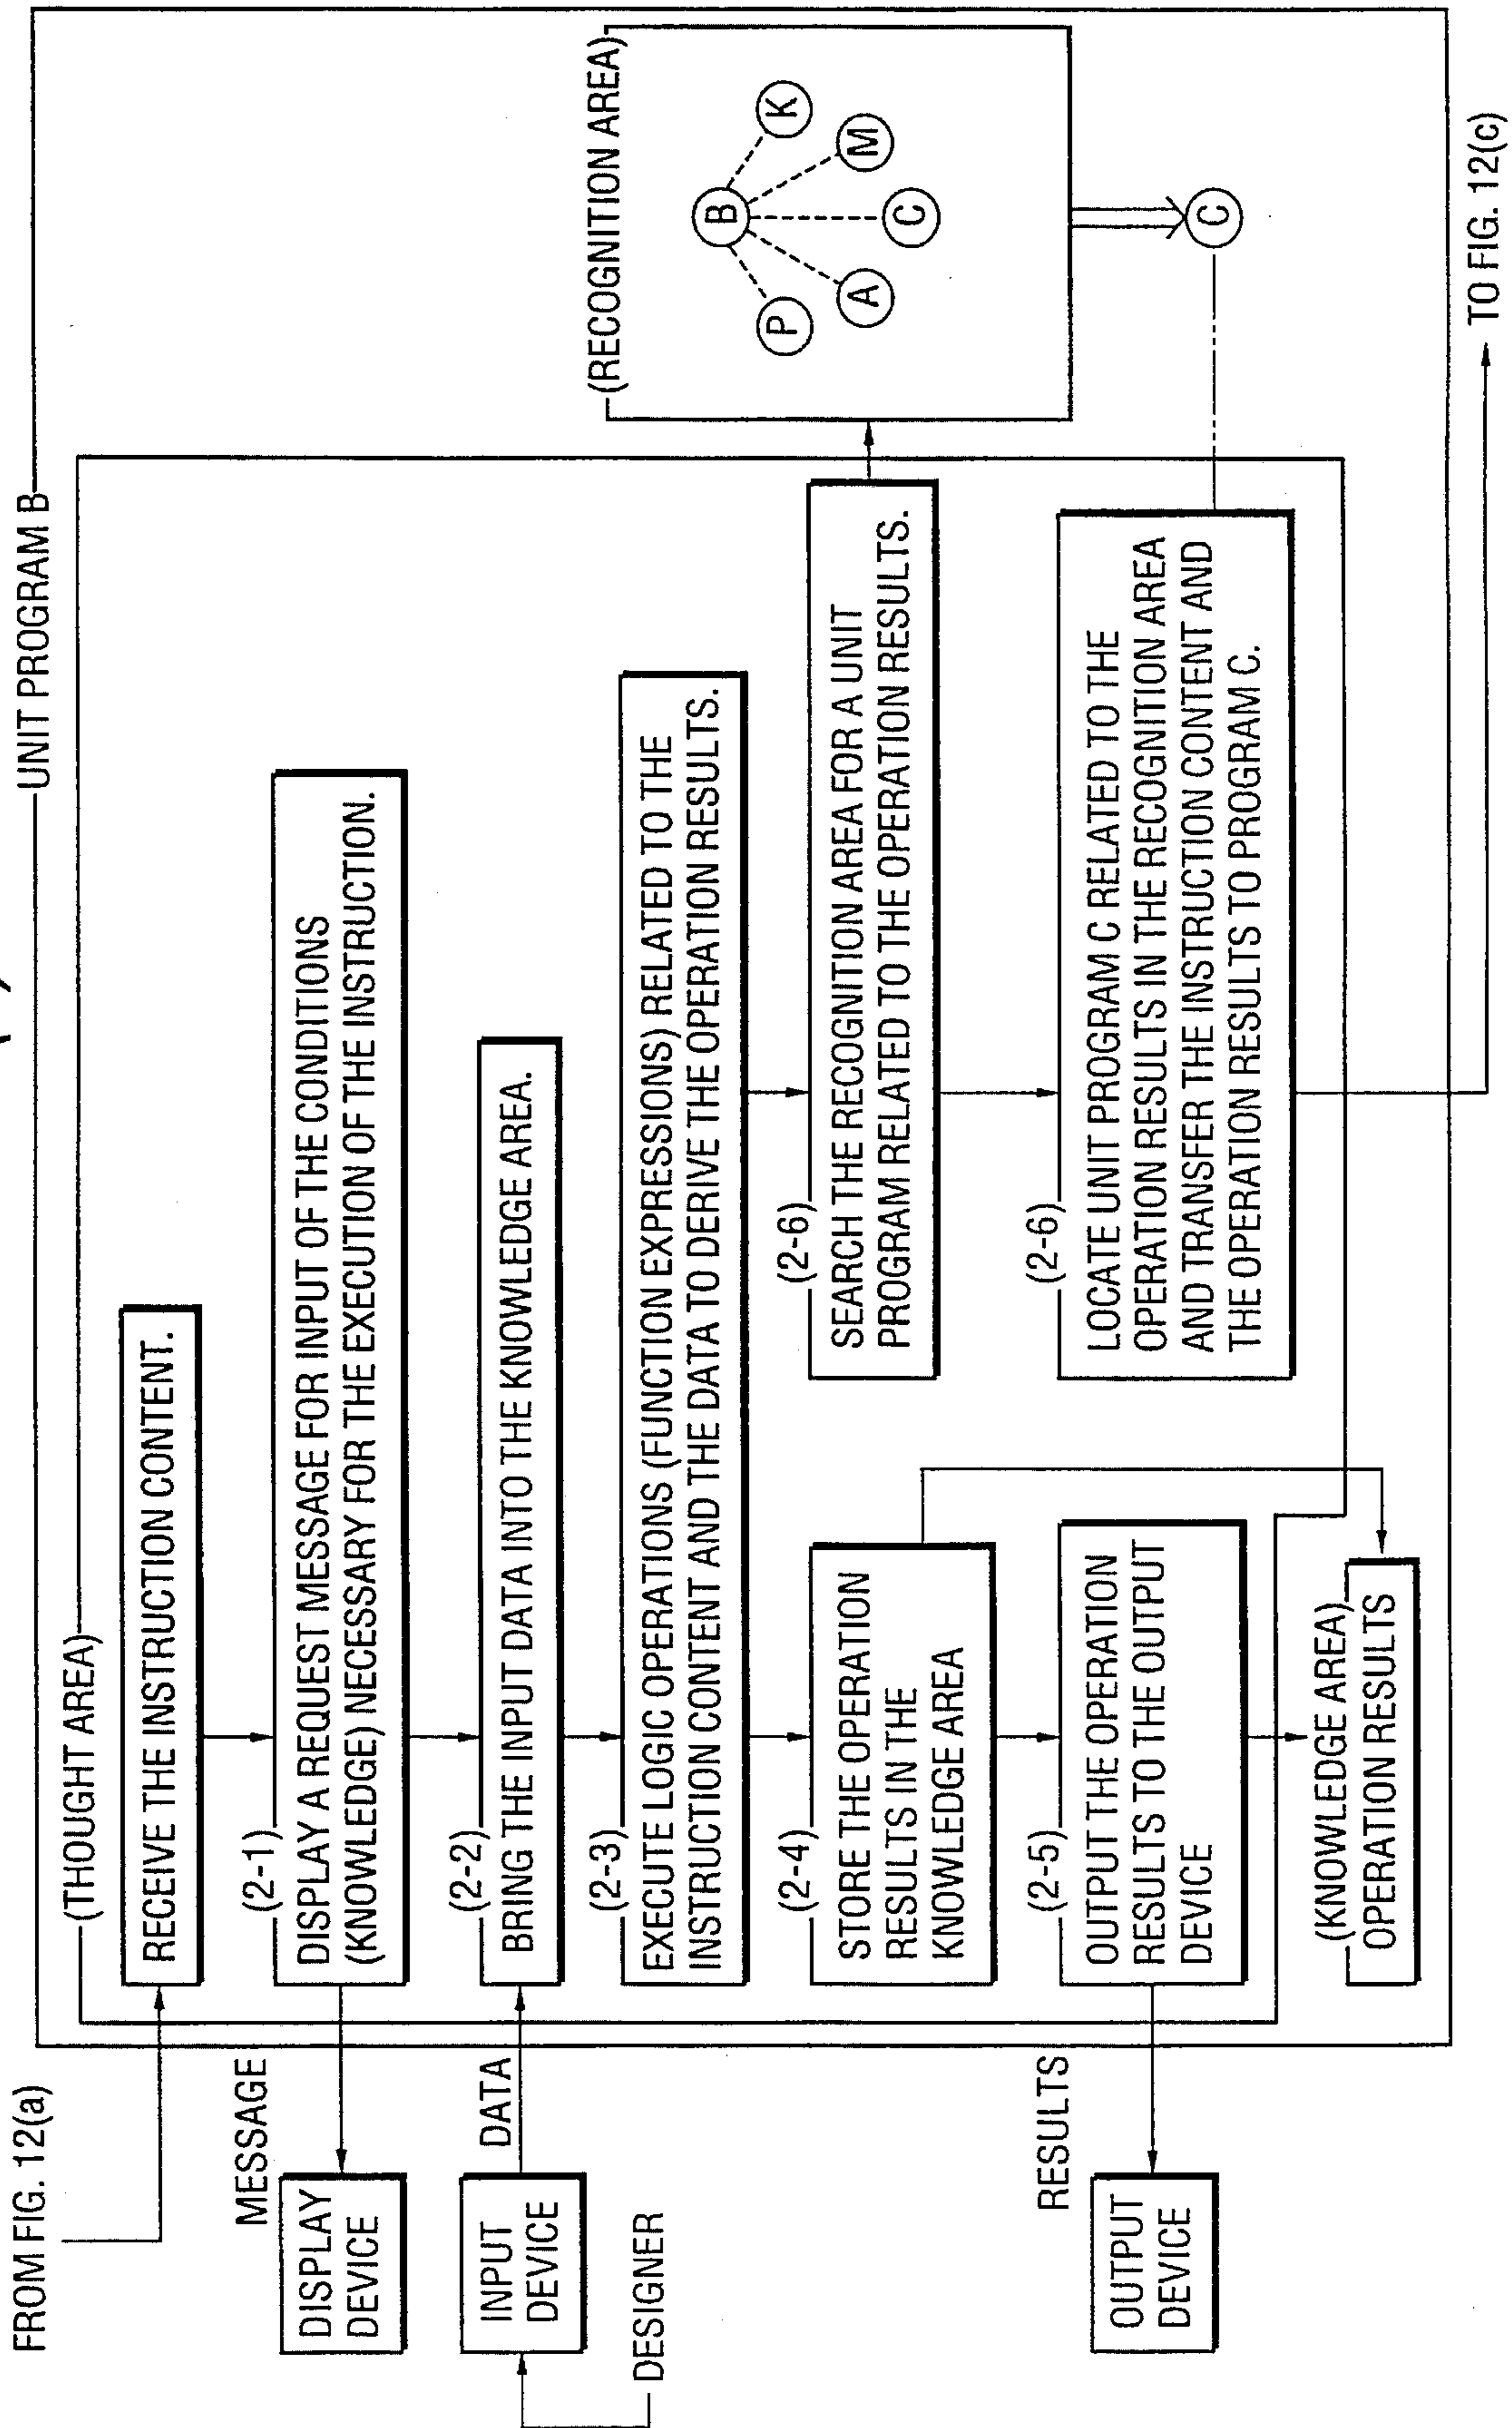 UNIT PROGRAM B
FROM FIG. 12(a)
(THOUGHT AREA)
RECEIVE THE INSTRUCTION CONTENT.
MESSAGE
DISPLAY
DEVICE
(2-1)
DISPLAY A REQUEST MESSAGE FOR INPUT OF THE CONDITIONS
(KNOWLEDGE) NECESSARY FOR THE EXECUTION OF THE INSTRUCTION.
DATA
INPUT
DEVICE
DESIGNER
(2-2)
BRING THE INPUT DATA INTO THE KNOWLEDGE AREA.
(2-3)
EXECUTE LOGIC OPERATIONS (FUNCTION EXPRESSIONS) RELATED TO THE
INSTRUCTION CONTENT AND THE DATA TO DERIVE THE OPERATION RESULTS.
(2-4)
STORE THE OPERATION
RESULTS IN THE
KNOWLEDGE AREA
(2-6)
SEARCH THE RECOGNITION AREA FOR A UNIT
PROGRAM RELATED TO THE OPERATION RESULTS.
(RECOGNITION AREA)
B
P
K
A
M
C
RESULTS
OUTPUT
DEVICE
(2-5)
OUTPUT THE OPERATION
RESULTS TO THE OUTPUT
DEVICE
(2-6)
LOCATE UNIT PROGRAM C RELATED TO THE
OPERATION RESULTS IN THE RECOGNITION AREA
AND TRANSFER THE INSTRUCTION CONTENT AND
THE OPERATION RESULTS TO PROGRAM C.
C
(KNOWLEDGE AREA)
OPERATION RESULTS
TO FIG. 12(c)